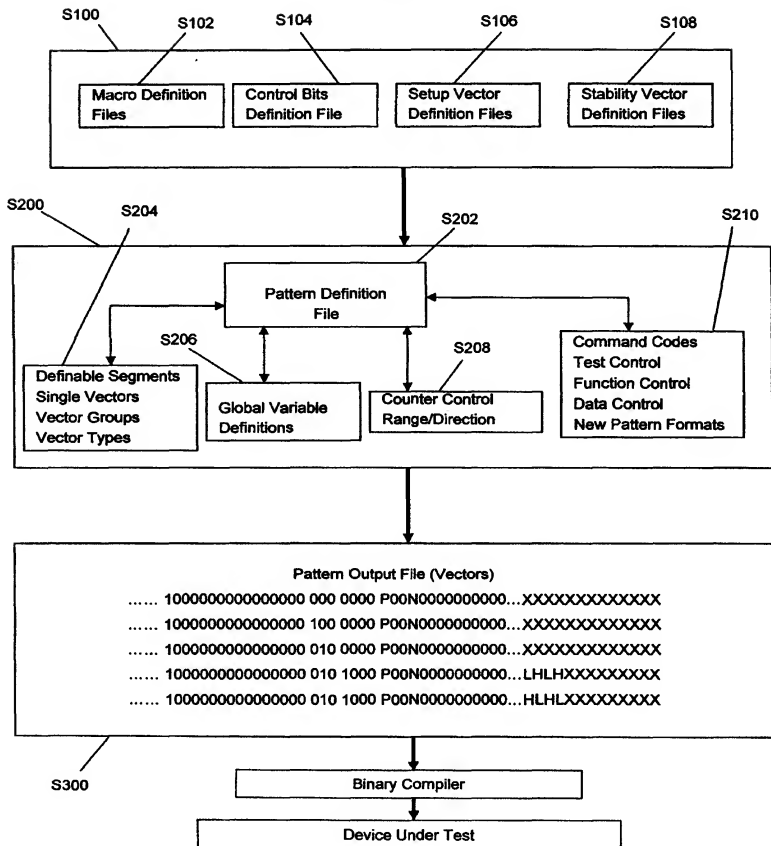 S100
S102
S104
S106
S108
Macro Definition
Files
Control Bits
Definition File
Setup Vector
Definition Files
Stability Vector
Definition Files
S200
S204
S202
S210
Pattern Definition
File
S206
S208
Definable Segments
Single Vectors
Vector Groups
Vector Types
Global Variable
Definitions
Counter Control
Range/Direction
Command Codes
Test Control
Function Control
Data Control
New Pattern Formats
Pattern Output File (Vectors)
...... 1000000000000000 000 0000 P00N0000000000...XXXXXXXXXXXXX
...... 1000000000000000 100 0000 P00N0000000000...XXXXXXXXXXXXX
...... 1000000000000000 010 0000 P00N0000000000...XXXXXXXXXXXXX
...... 1000000000000000 010 1000 P00N0000000000...LHLHXXXXXXXXX
...... 1000000000000000 010 1000 P00N0000000000...HLHLXXXXXXXXX
S300
Binary Compiler
Device Under Test